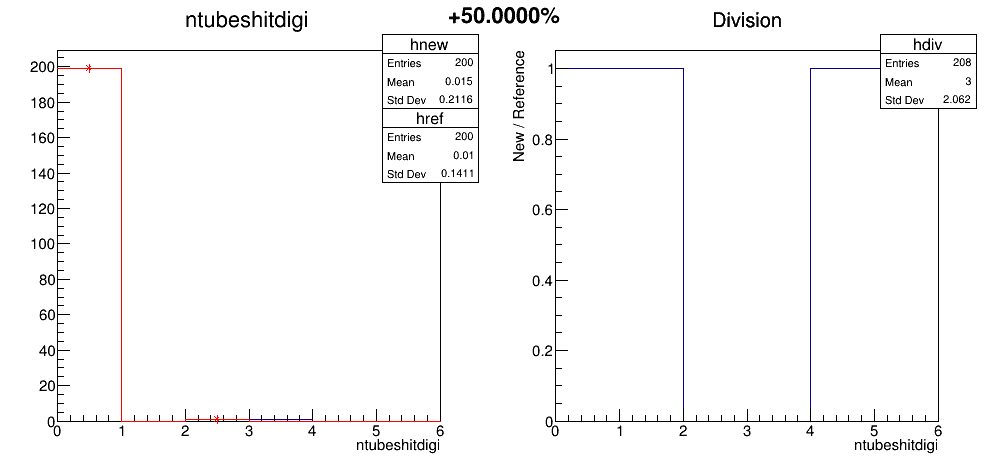 +50.0000%
ntubeshitdigi
hnew
Entries 200
Mean 0.015
Std Dev 0.2116
href
Entries 200
Mean 0.01
Std Dev 0.1411
200
180
160
140
120
100
80
60
40
20
0
0 1 2 3 4 5 6
ntubeshitdigi
Division
hdiv
Entries 208
Mean 3
Std Dev 2.062
New / Reference
1
0.8
0.6
0.4
0.2
0
0 1 2 3 4 5 6
ntubeshitdigi